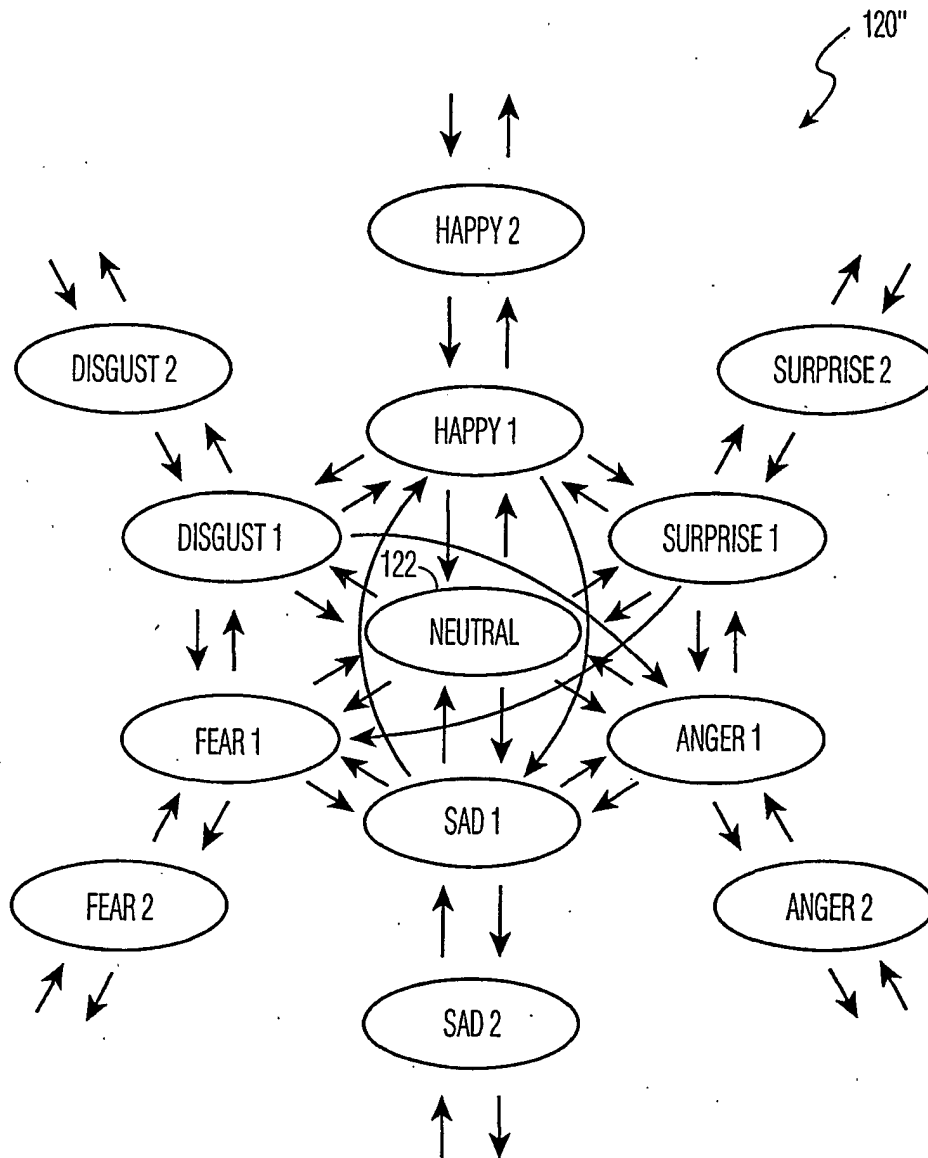 120"
HAPPY 2
DISGUST 2
SURPRISE 2
HAPPY 1
DISGUST 1
SURPRISE 1
122
NEUTRAL
FEAR 1
ANGER 1
SAD 1
FEAR 2
ANGER 2
SAD 2